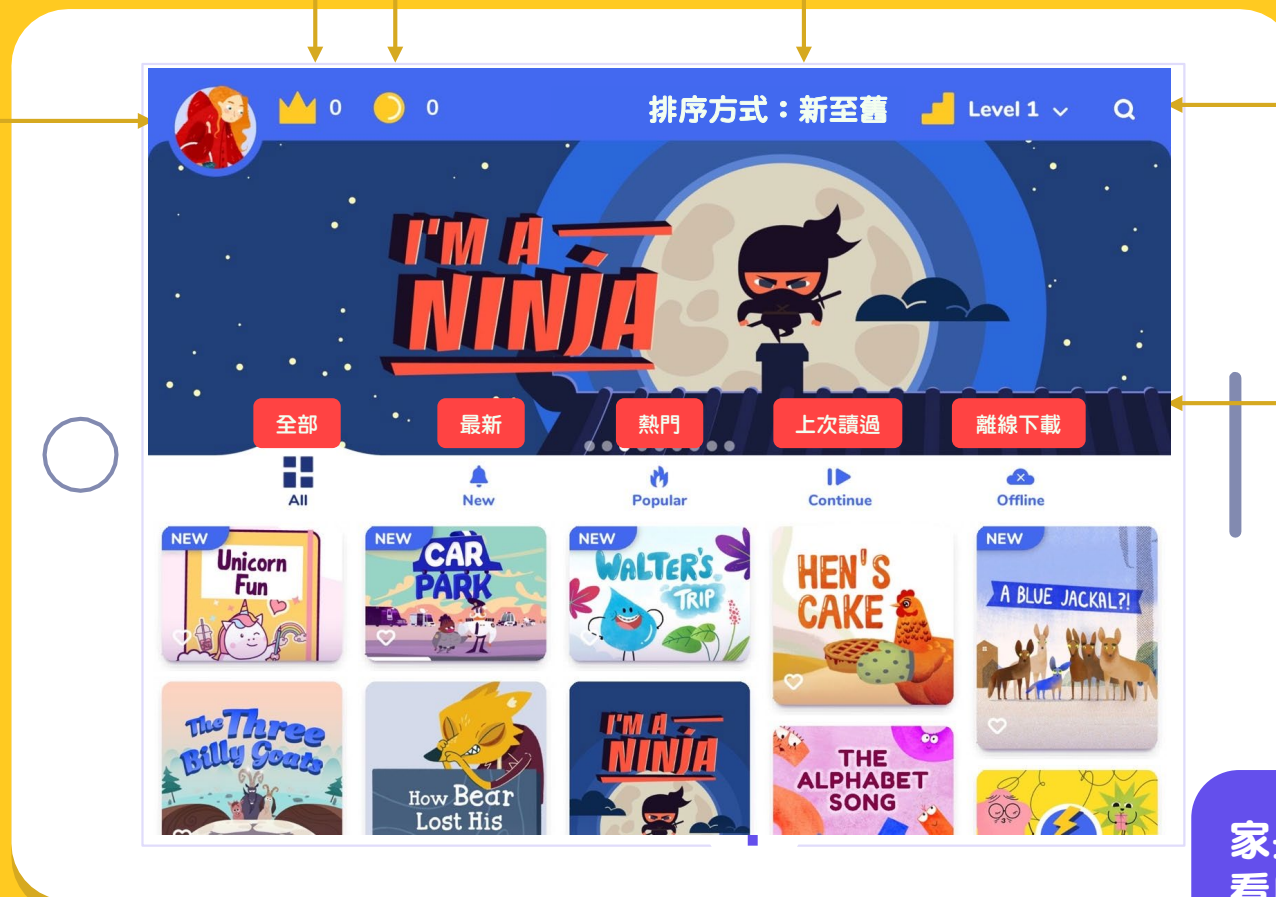 0
0
排序方式：新至舊
Level 1
I'M A
NINJA
全部
最新
熱門
上次讀過
離線下載
All
New
Popular
Continue
Offline
NEW
Unicorn
Fun
NEW
CAR
PARK
NEW
WALTER'S
TRIP
HEN'S
CAKE
NEW
A BLUE JACKAL?!
The Three
Billy Goats
How Bear
Lost His
I'M A
NINJA
THE
ALPHABET
SONG
家